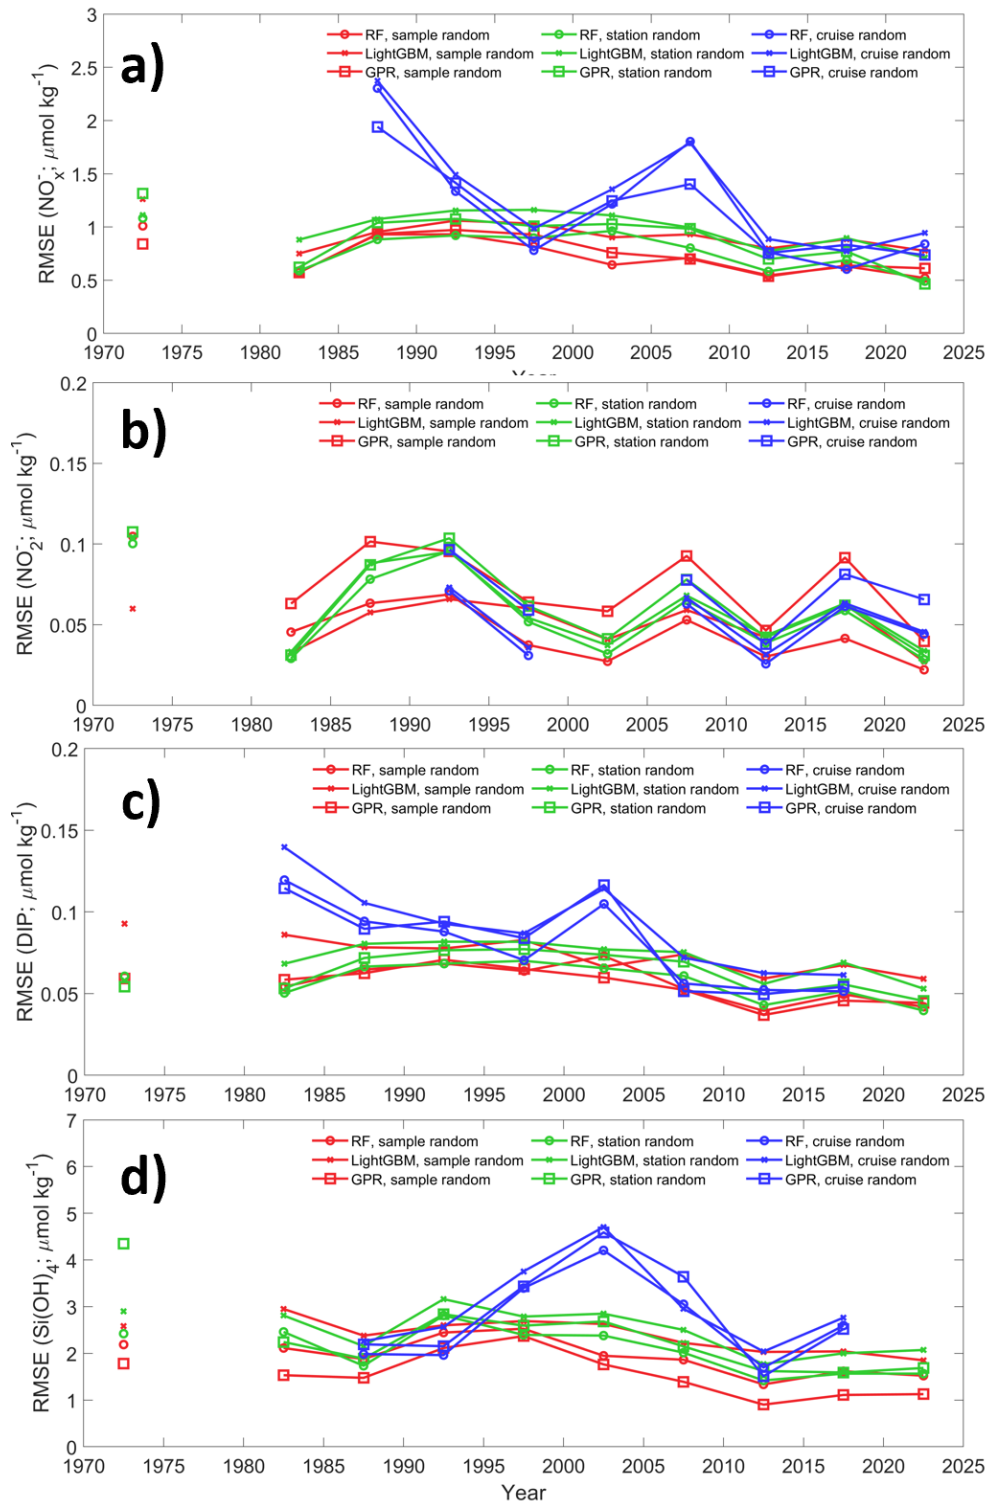 a)
RMSE (NOx-; μmol kg-1)
RF, sample random RF, station random RF, cruise random
LightGBM, sample random LightGBM, station random LightGBM, cruise random
GPR, sample random GPR, station random GPR, cruise random
3
2.5
2
1.5
1
0.5
0
1970 1975 1980 1985 1990 1995 2000 2005 2010 2015 2020 2025
Year
b)
RMSE (NO2-; μmol kg-1)
RF, sample random RF, station random RF, cruise random
LightGBM, sample random LightGBM, station random LightGBM, cruise random
GPR, sample random GPR, station random GPR, cruise random
0.2
0.15
0.1
0.05
0
1970 1975 1980 1985 1990 1995 2000 2005 2010 2015 2020 2025
c)
RMSE (DIP; μmol kg-1)
RF, sample random RF, station random RF, cruise random
LightGBM, sample random LightGBM, station random LightGBM, cruise random
GPR, sample random GPR, station random GPR, cruise random
0.2
0.15
0.1
0.05
0
1970 1975 1980 1985 1990 1995 2000 2005 2010 2015 2020 2025
d)
RMSE (Si(OH)4; μmol kg-1)
RF, sample random RF, station random RF, cruise random
LightGBM, sample random LightGBM, station random LightGBM, cruise random
GPR, sample random GPR, station random GPR, cruise random
7
6
5
4
3
2
1
0
1970 1975 1980 1985 1990 1995 2000 2005 2010 2015 2020 2025
Year